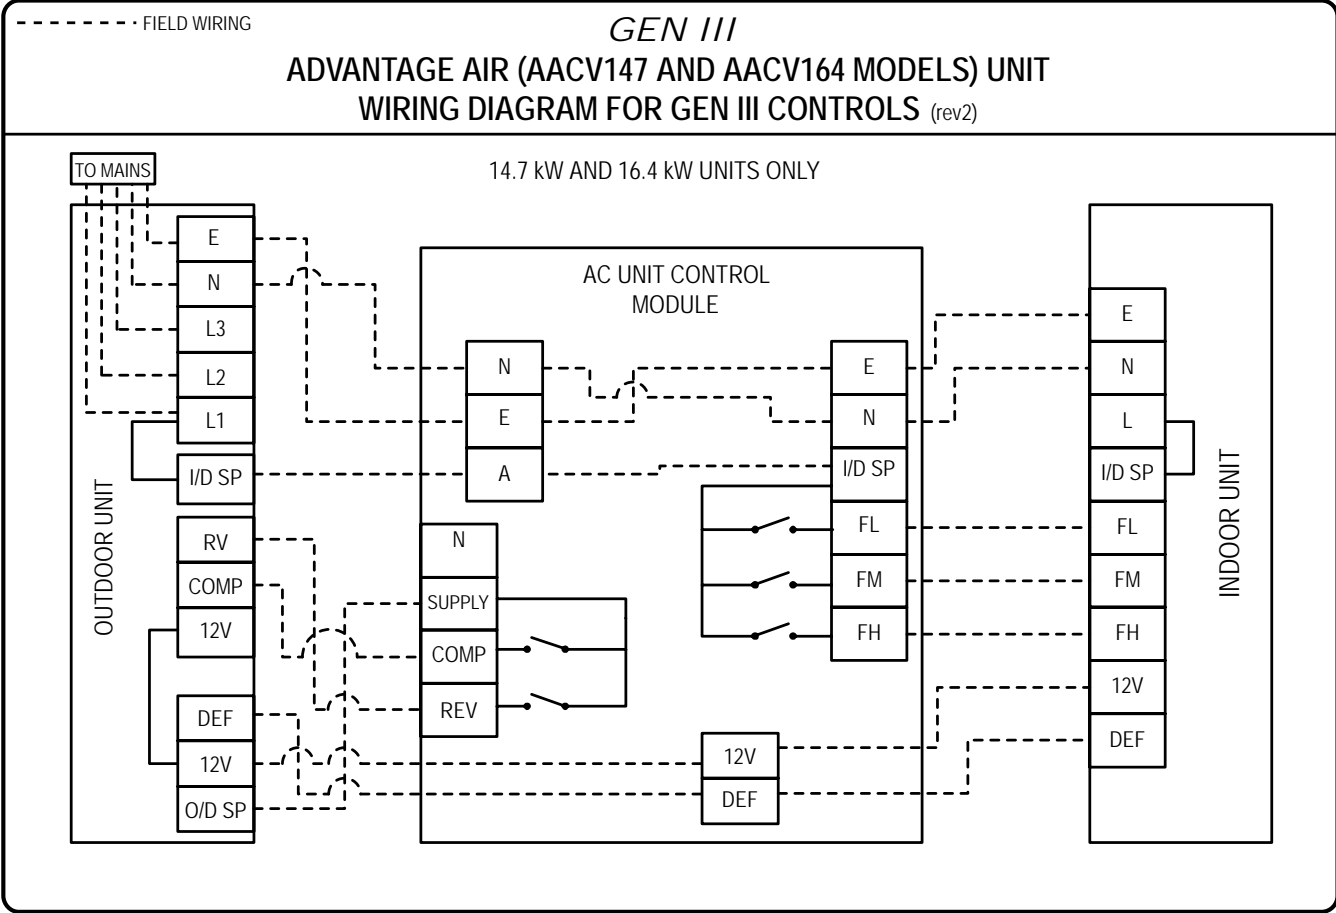 FIELD WIRING
GEN III
ADVANTAGE AIR (AACV147 AND AACV164 MODELS) UNIT
WIRING DIAGRAM FOR GEN III CONTROLS (rev2)
TO MAINS
14.7 kW AND 16.4 kW UNITS ONLY
OUTDOOR UNIT
E
N
L3
L2
L1
I/D SP
RV
COMP
12V
DEF
12V
O/D SP
AC UNIT CONTROL
MODULE
N
E
A
N
SUPPLY
COMP
REV
E
N
I/D SP
FL
FM
FH
12V
DEF
E
N
L
I/D SP
FL
FM
FH
12V
DEF
INDOOR UNIT